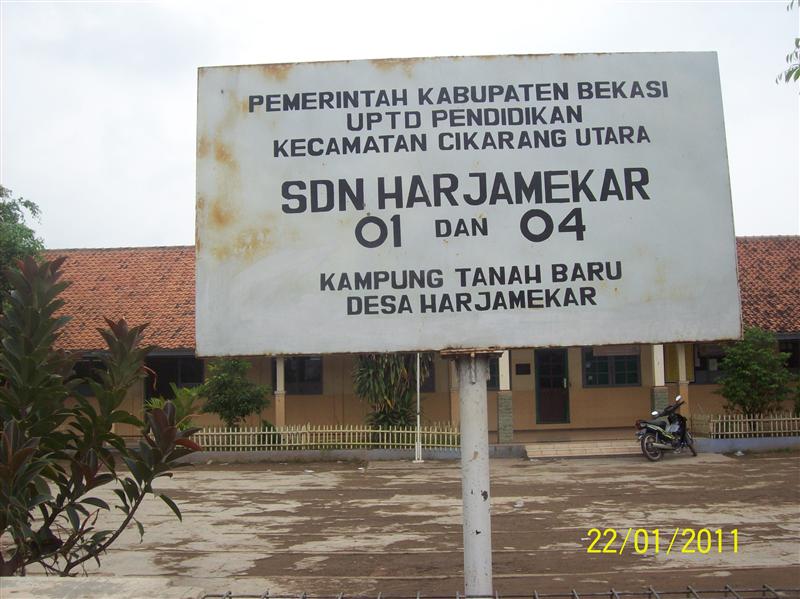 PEMERINTAH KABUPATEN BEKASI
UPTD PENDIDIKAN
KECAMATAN CIKARANG UTARA
SDN HARJAMEKAR
01 DAN 04
KAMPUNG TANAH BARU
DESA HARJAMEKAR
22/01/2011